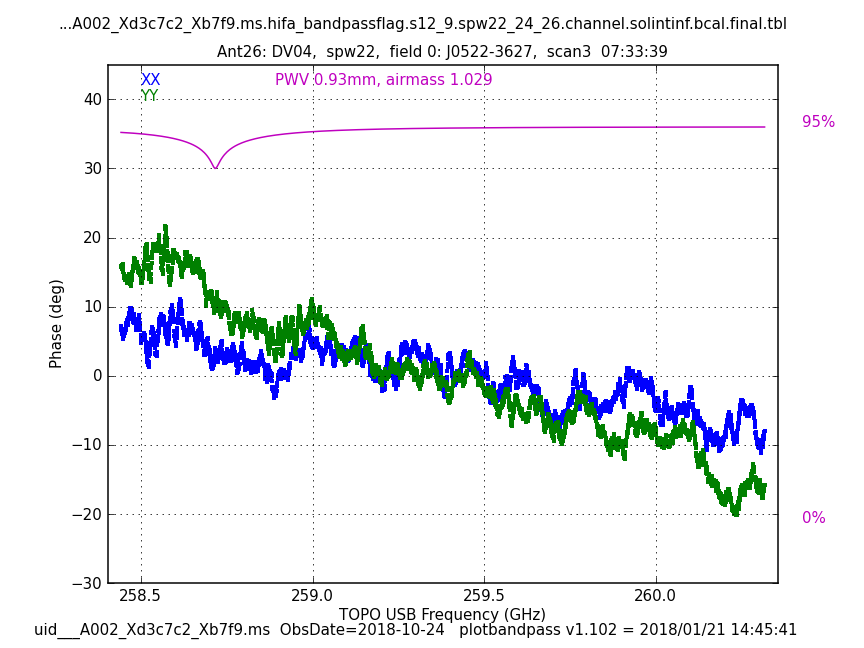 ...A002_Xd3c7c2_Xb7f9.ms.hifa_bandpassflag.s12_9.spw22_24_26.channel.solintinf.bcal.final.tbl
Ant26: DV04,  spw22,  field 0: J0522-3627,  scan3  07:33:39
XX
PWV 0.93mm, airmass 1.029
YY
40
95%
30
20
10
Phase (deg)
0
−10
−20
0%
−30
258.5
259.0
259.5
260.0
TOPO USB Frequency (GHz)
uid___A002_Xd3c7c2_Xb7f9.ms  ObsDate=2018-10-24   plotbandpass v1.102 = 2018/01/21 14:45:41